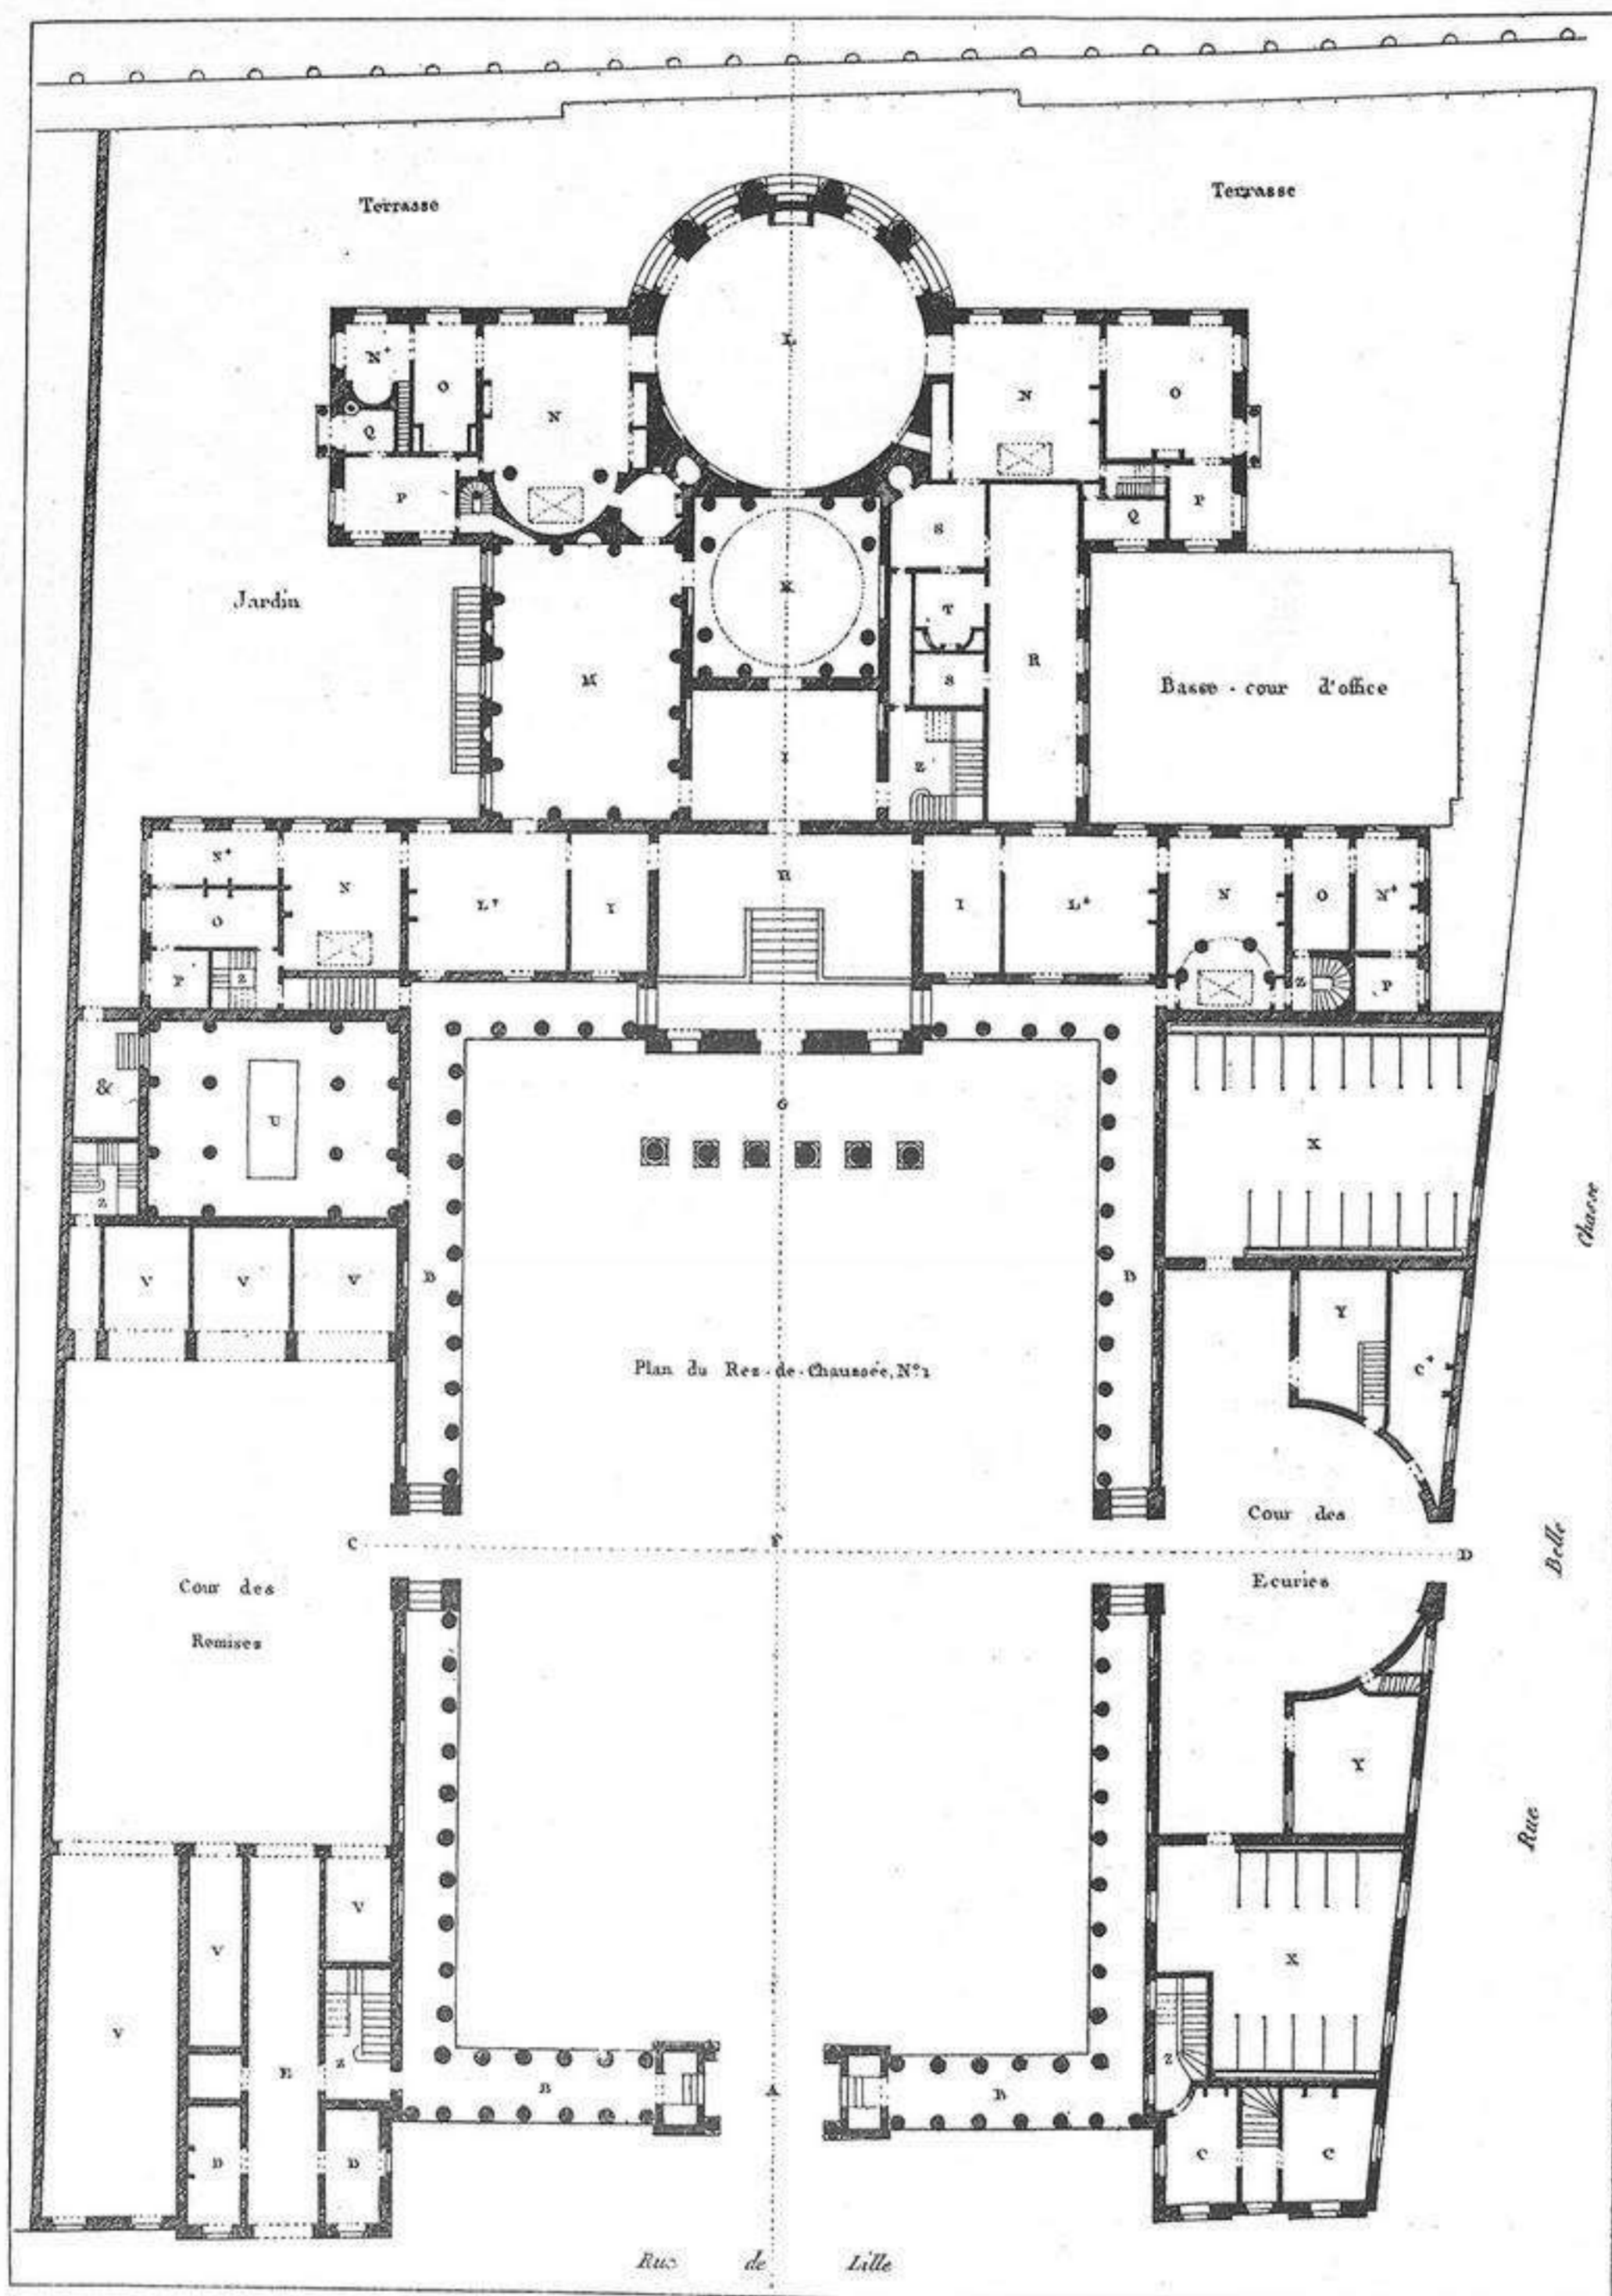 Terrasse
Terrasse
L
N+
O
N
N
O
Q
P
S
Q
P
K
T
Jardin
M
R
S
Basse-cour d'office
I
Z
N+
N
L+
I
H
I
L+
N
O
N+
O
P
Z
Z
P
&
U
G
X
Z
V
V
V
B
B
Y
C+
Plan du Rez-de-Chaussée, N°1
Chasse
Belle
Rue
Cour des
Ecuries
C
F
D
Cour des
Remises
Y
V
V
V
X
E
Z
Z
B
A
B
D
D
C
C
Rue de Lille